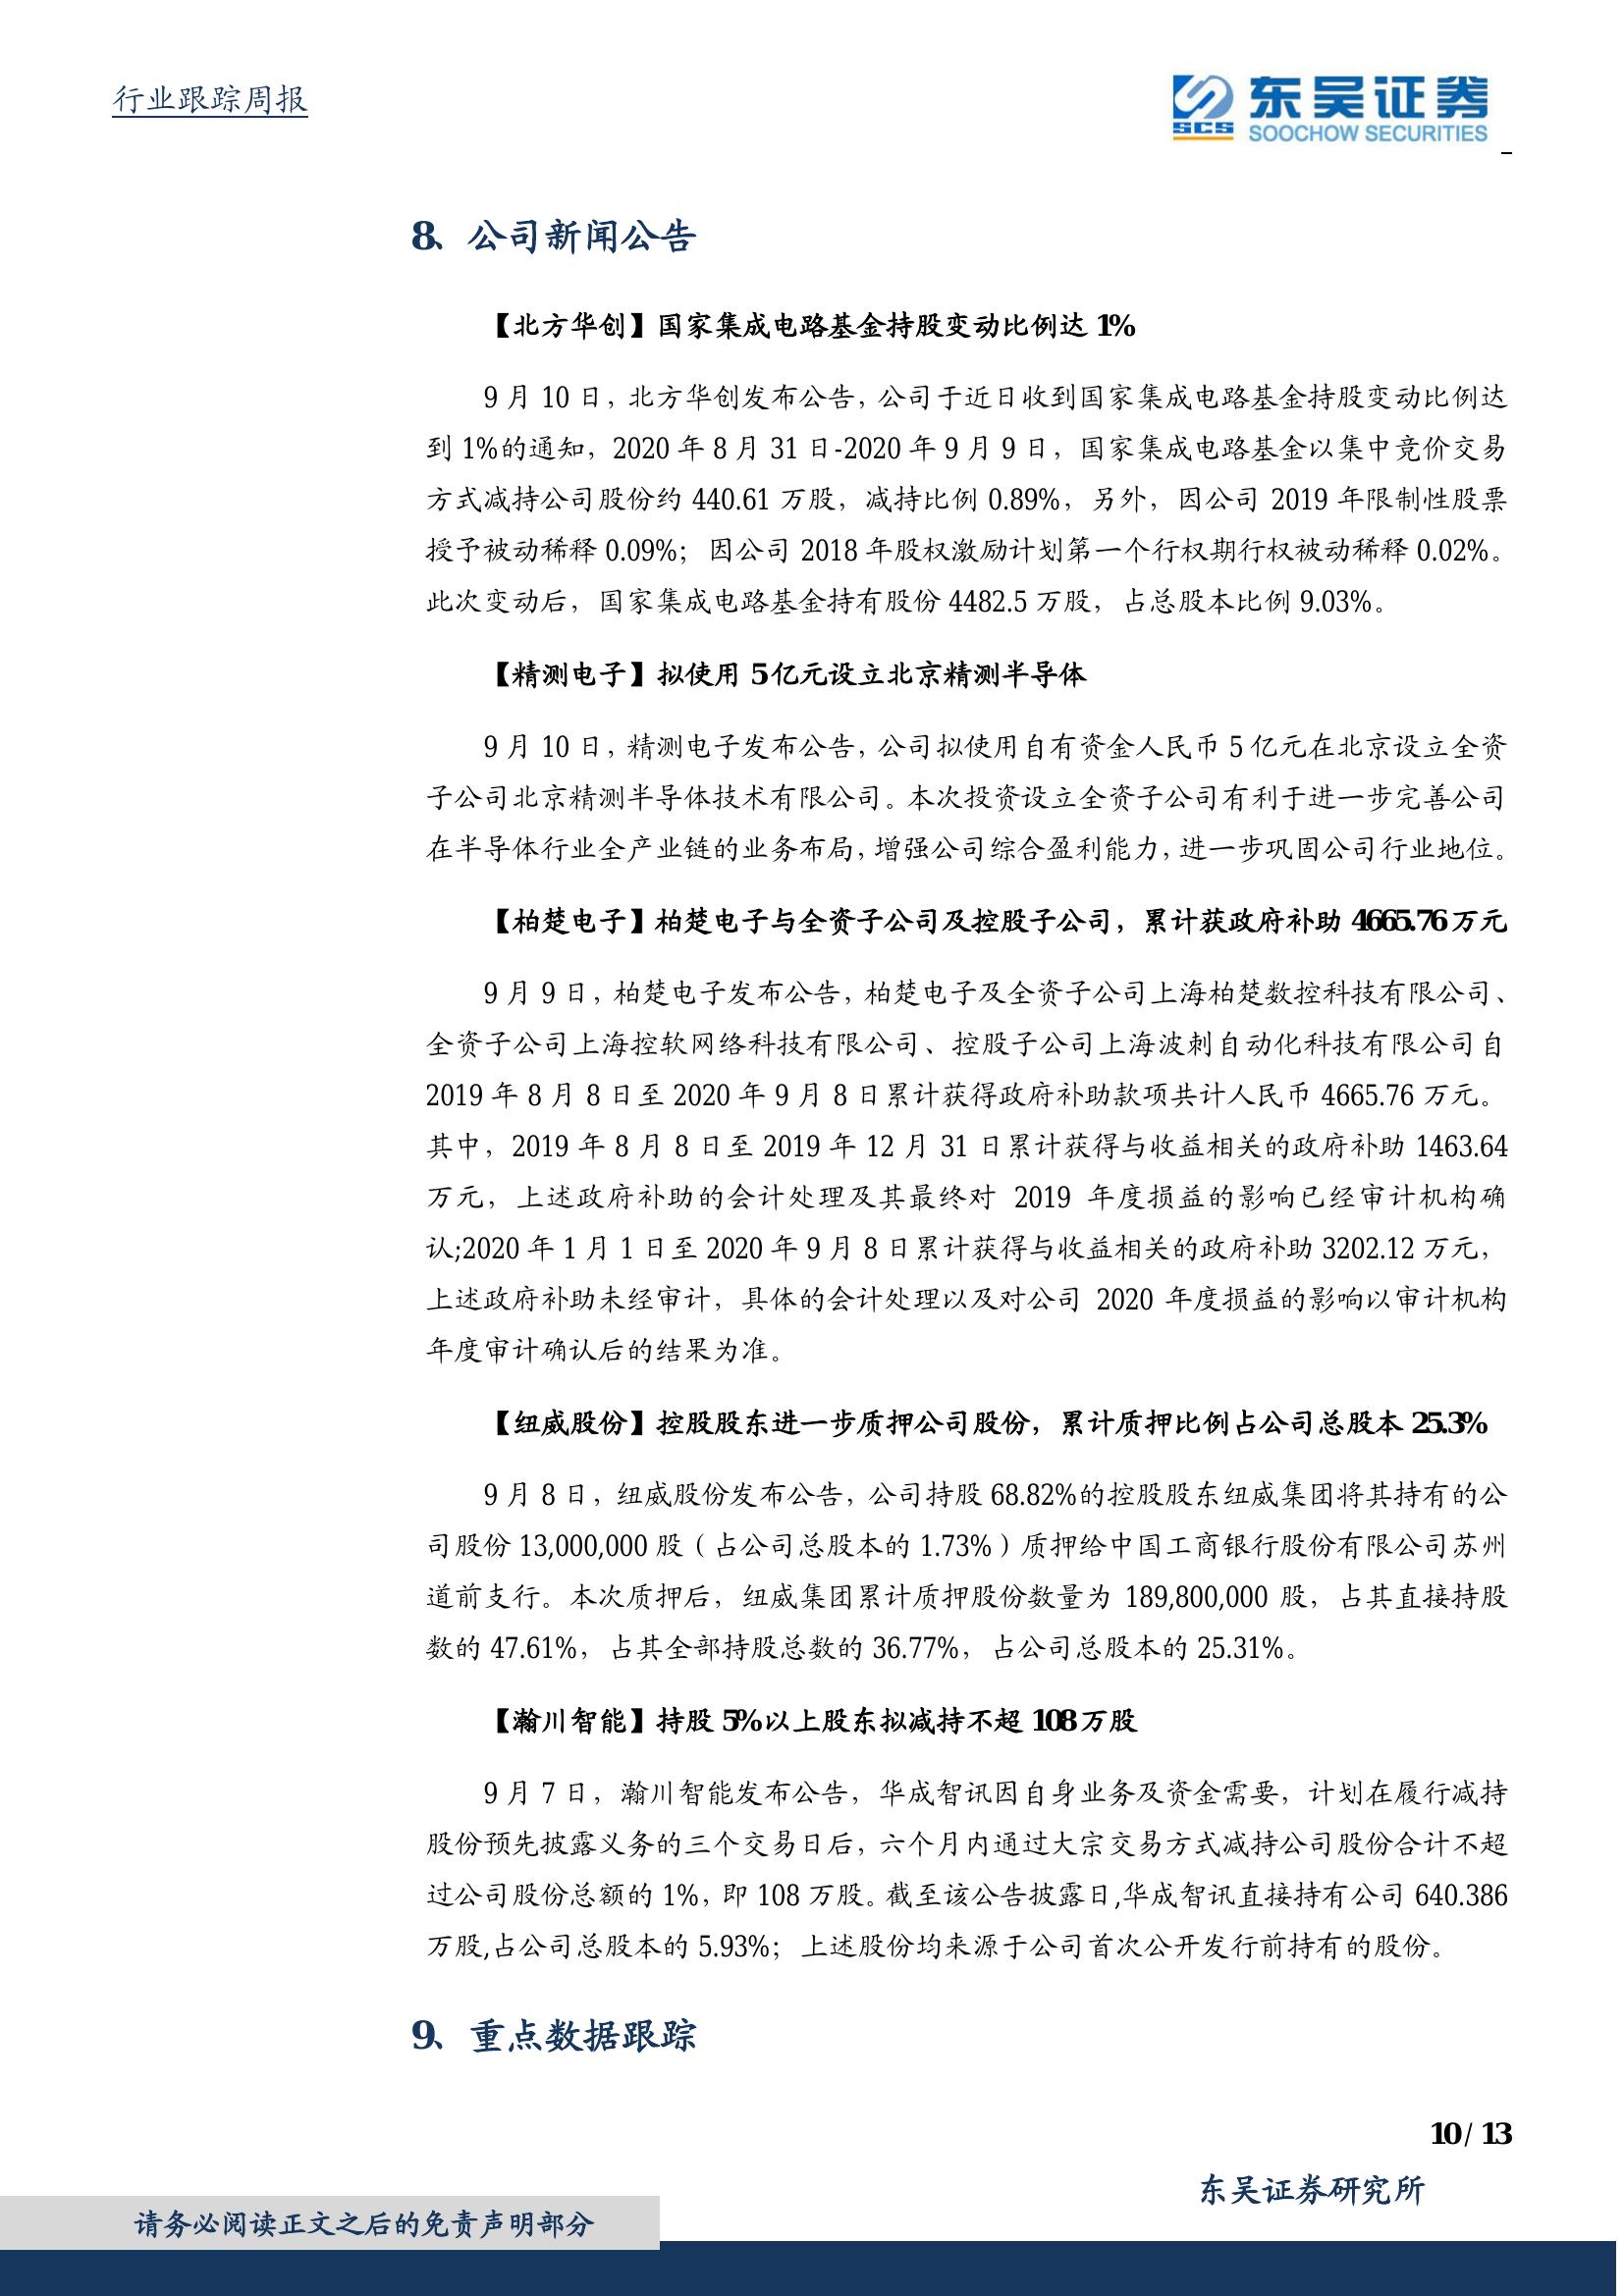 行业跟踪周报
SCS 东吴证券
SOOCHOW SECURITIES
8、公司新闻公告
【北方华创】国家集成电路基金持股变动比例达 1%
9 月 10 日，北方华创发布公告，公司于近日收到国家集成电路基金持股变动比例达
到 1%的通知，2020 年 8 月 31 日-2020 年 9 月 9 日，国家集成电路基金以集中竞价交易
方式减持公司股份约 440.61 万股，减持比例 0.89%，另外，因公司 2019 年限制性股票
授予被动稀释 0.09%；因公司 2018 年股权激励计划第一个行权期行权被动稀释 0.02%。
此次变动后，国家集成电路基金持有股份 4482.5 万股，占总股本比例 9.03%。
【精测电子】拟使用 5 亿元设立北京精测半导体
9 月 10 日，精测电子发布公告，公司拟使用自有资金人民币 5 亿元在北京设立全资
子公司北京精测半导体技术有限公司。本次投资设立全资子公司有利于进一步完善公司
在半导体行业全产业链的业务布局，增强公司综合盈利能力，进一步巩固公司行业地位。
【柏楚电子】柏楚电子与全资子公司及控股子公司，累计获政府补助 4665.76 万元
9 月 9 日，柏楚电子发布公告，柏楚电子及全资子公司上海柏楚数控科技有限公司、
全资子公司上海控软网络科技有限公司、控股子公司上海波刺自动化科技有限公司自
2019 年 8 月 8 日至 2020 年 9 月 8 日累计获得政府补助款项共计人民币 4665.76 万元。
其中，2019 年 8 月 8 日至 2019 年 12 月 31 日累计获得与收益相关的政府补助 1463.64
万元，上述政府补助的会计处理及其最终对 2019 年度损益的影响已经审计机构确
认;2020 年 1 月 1 日至 2020 年 9 月 8 日累计获得与收益相关的政府补助 3202.12 万元，
上述政府补助未经审计，具体的会计处理以及对公司 2020 年度损益的影响以审计机构
年度审计确认后的结果为准。
【纽威股份】控股股东进一步质押公司股份，累计质押比例占公司总股本 25.3%
9 月 8 日，纽威股份发布公告，公司持股 68.82%的控股股东纽威集团将其持有的公
司股份 13,000,000 股（占公司总股本的 1.73%）质押给中国工商银行股份有限公司苏州
道前支行。本次质押后，纽威集团累计质押股份数量为 189,800,000 股，占其直接持股
数的 47.61%，占其全部持股总数的 36.77%，占公司总股本的 25.31%。
【瀚川智能】持股 5%以上股东拟减持不超 108 万股
9 月 7 日，瀚川智能发布公告，华成智讯因自身业务及资金需要，计划在履行减持
股份预先披露义务的三个交易日后，六个月内通过大宗交易方式减持公司股份合计不超
过公司股份总额的 1%，即 108 万股。截至该公告披露日,华成智讯直接持有公司 640.386
万股,占公司总股本的 5.93%；上述股份均来源于公司首次公开发行前持有的股份。
9、重点数据跟踪
10 / 13
东吴证券研究所
请务必阅读正文之后的免责声明部分